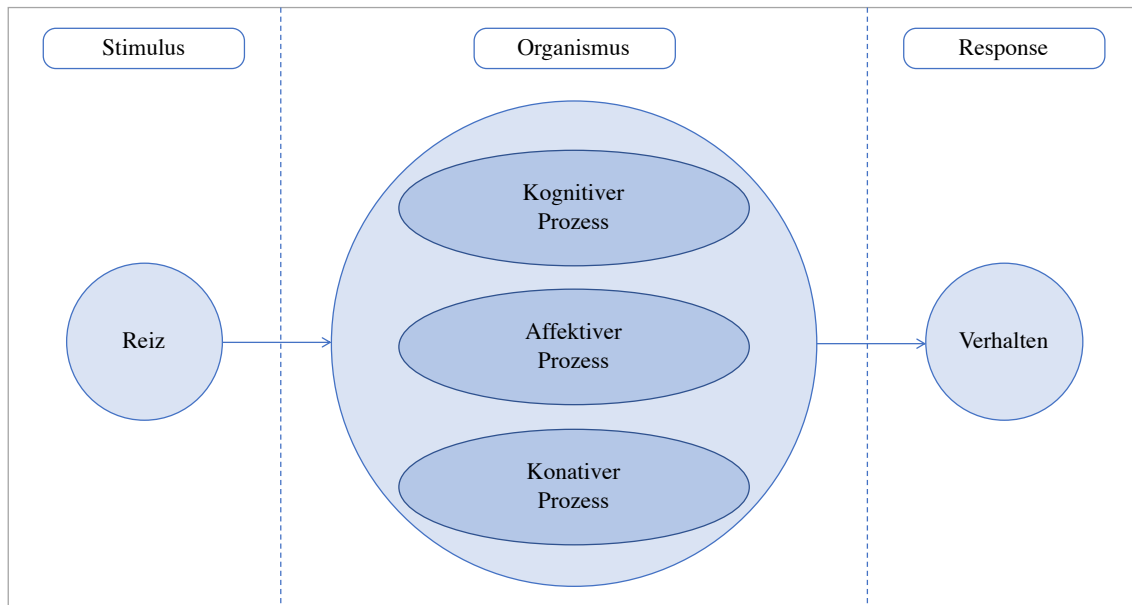 Stimulus
Organismus
Response
Kognitiver
Prozess
Reiz
Affektiver
Prozess
Verhalten
Konativer
Prozess